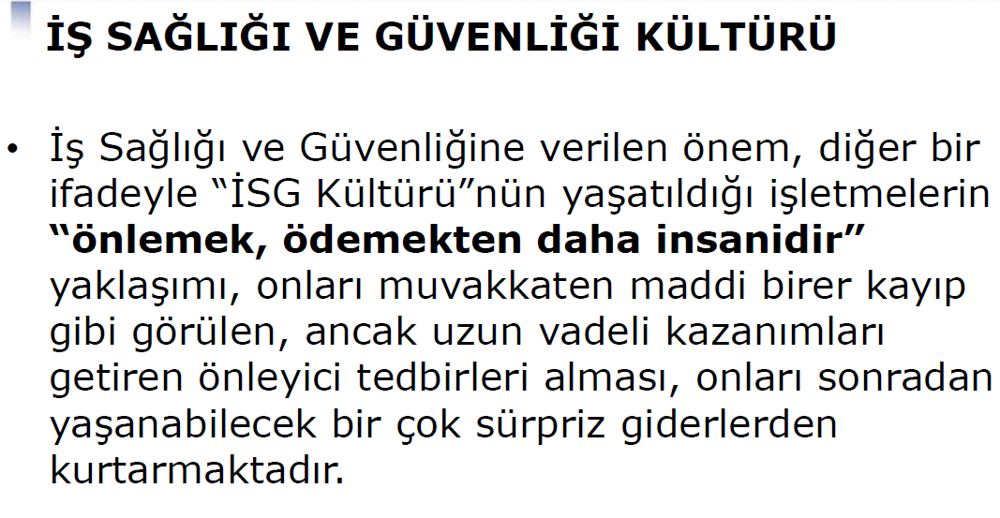 İŞ SAĞLIĞI VE GÜVENLİĞİ KÜLTÜRÜ
• İş Sağlığı ve Güvenliğine verilen önem, diğer bir
ifadeyle “İSG Kültürü”nün yaşatıldığı işletmelerin
“önlemek, ödemekten daha insanidir”
yaklaşımı, onları muvakkaten maddi birer kayıp
gibi görülen, ancak uzun vadeli kazanımları
getiren önleyici tedbirleri alması, onları sonradan
yaşanabilecek bir çok sürpriz giderlerden
kurtarmaktadır.